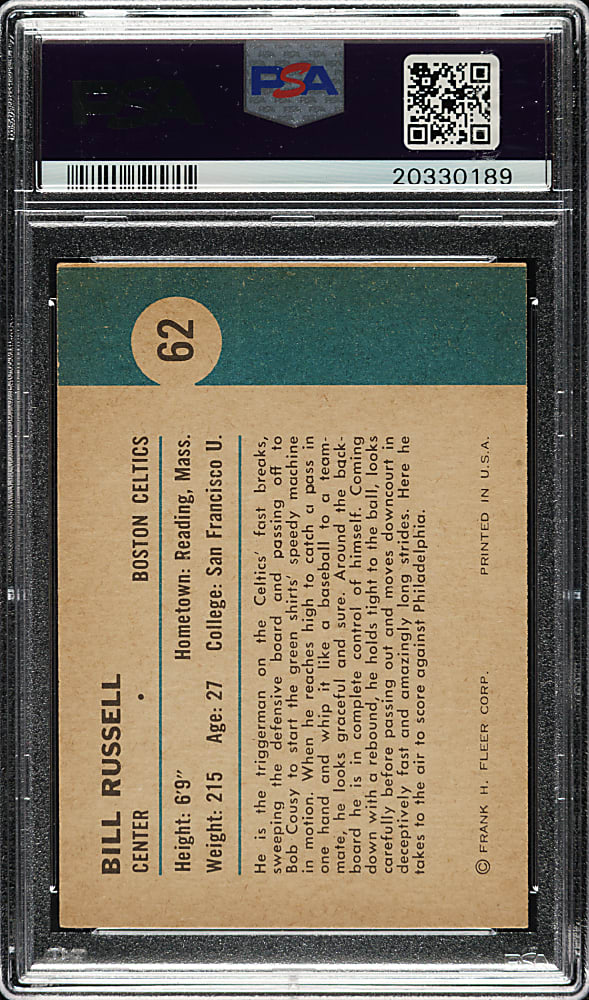 PSA
20330189
62
BILL RUSSELL
CENTER BOSTON CELTICS
Height: 6'9" Hometown: Reading, Mass.
Weight: 215 Age: 27 College: San Francisco U.
He is the triggerman on the Celtics' fast breaks,
sweeping the defensive board and passing off to
Bob Cousy to start the green shirts' speedy machine
in motion. When he reaches high to catch a pass in
one hand and whip it like a baseball to a team-
mate, he looks graceful and sure. Around the back-
board he is in complete control of himself. Coming
down with a rebound, he holds tight to the ball, looks
carefully before passing out and moves downcourt in
deceptively fast and amazingly long strides. Here he
takes to the air to score against Philadelphia.
© FRANK H. FLEER CORP. PRINTED IN U.S.A.
PSA